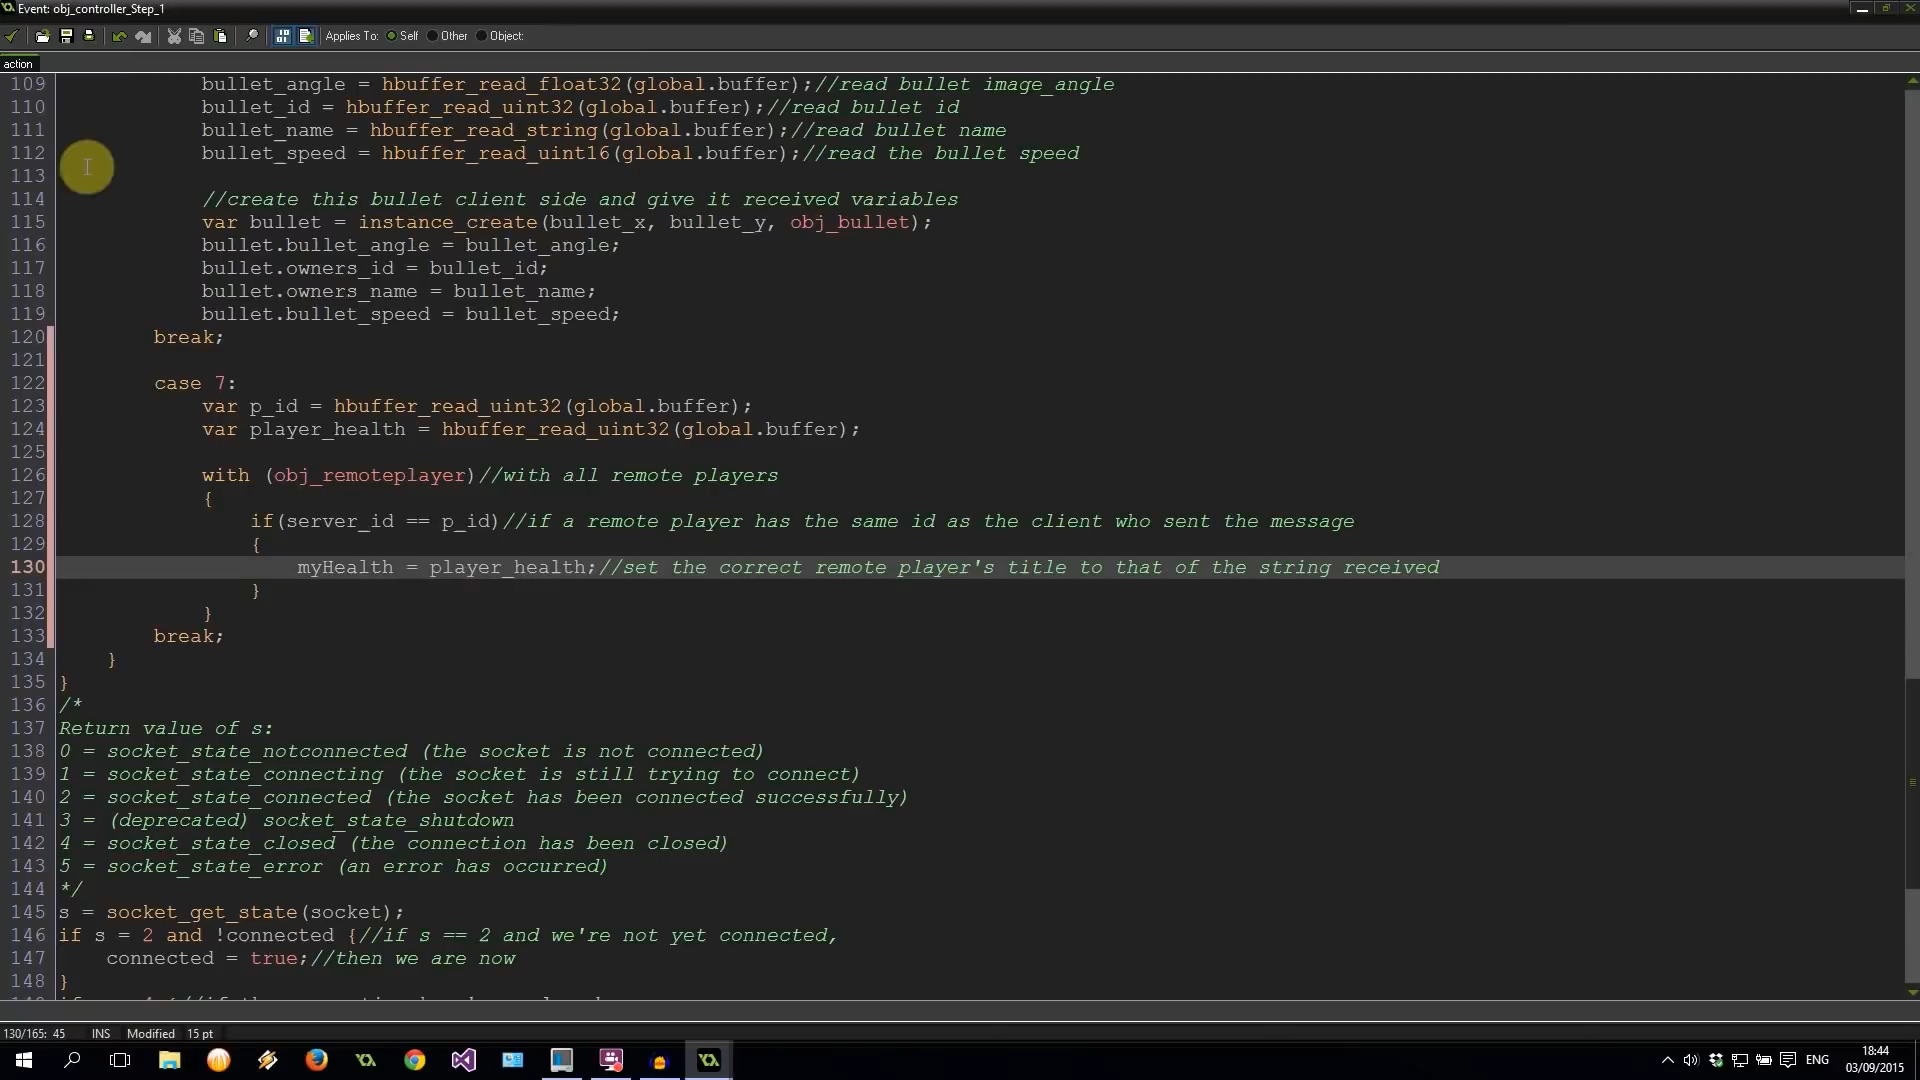 Event: obj_controller_Step_1
Applies To: Self Other Object:
action
109 bullet_angle = hbuffer_read_float32(global.buffer);//read bullet image_angle
110 bullet_id = hbuffer_read_uint32(global.buffer);//read bullet id
111 bullet_name = hbuffer_read_string(global.buffer);//read bullet name
112 bullet_speed = hbuffer_read_uint16(global.buffer);//read the bullet speed
113
114 //create this bullet client side and give it received variables
115 var bullet = instance_create(bullet_x, bullet_y, obj_bullet);
116 bullet.bullet_angle = bullet_angle;
117 bullet.owners_id = bullet_id;
118 bullet.owners_name = bullet_name;
119 bullet.bullet_speed = bullet_speed;
120 break;
121
122 case 7:
123 var p_id = hbuffer_read_uint32(global.buffer);
124 var player_health = hbuffer_read_uint32(global.buffer);
125
126 with (obj_remoteplayer)//with all remote players
127 {
128 if(server_id == p_id)//if a remote player has the same id as the client who sent the message
129 {
130 myHealth = player_health;//set the correct remote player's title to that of the string received
131 }
132 }
133 break;
134 }
135 }
136 /*
137 Return value of s:
138 0 = socket_state_notconnected (the socket is not connected)
139 1 = socket_state_connecting (the socket is still trying to connect)
140 2 = socket_state_connected (the socket has been connected successfully)
141 3 = (deprecated) socket_state_shutdown
142 4 = socket_state_closed (the connection has been closed)
143 5 = socket_state_error (an error has occurred)
144 */
145 s = socket_get_state(socket);
146 if s = 2 and !connected {//if s == 2 and we're not yet connected,
147 connected = true;//then we are now
148 }
130/165: 45 INS Modified 15 pt
ENG
18:44
03/09/2015